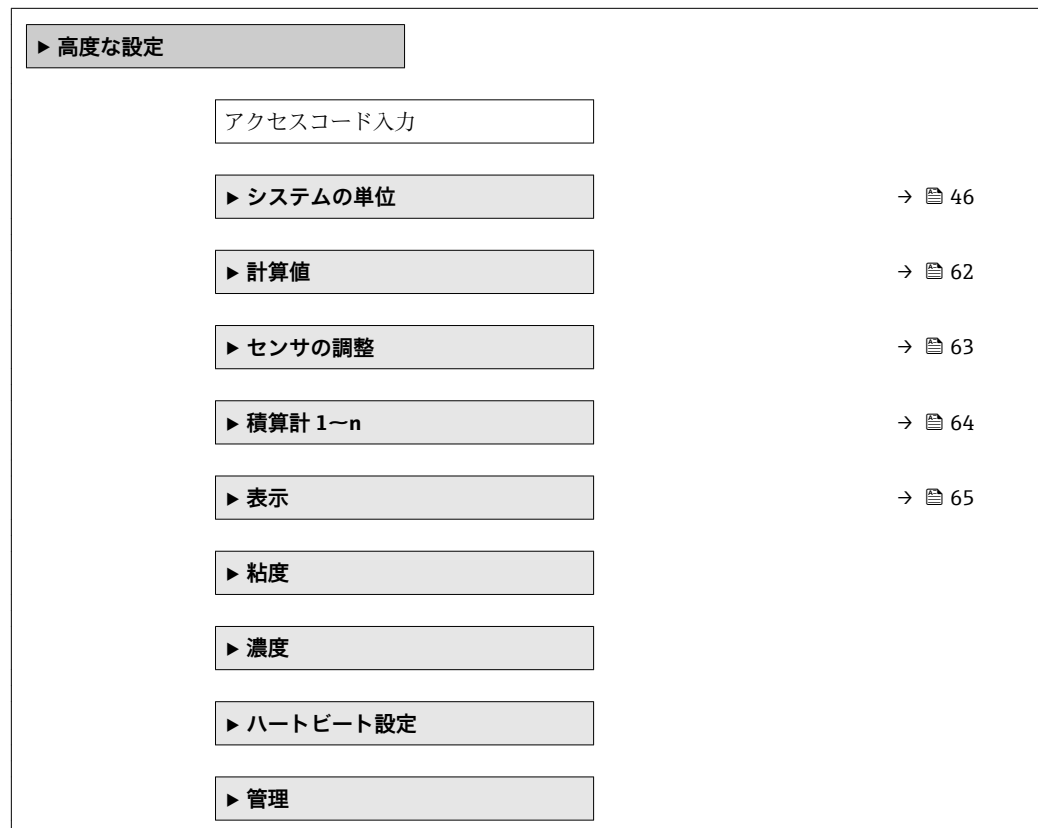 ▶ 高度な設定
アクセスコード入力
▶ システムの単位 → 46
▶ 計算値 → 62
▶ センサの調整 → 63
▶ 積算計 1～n → 64
▶ 表示 → 65
▶ 粘度
▶ 濃度
▶ ハートビート設定
▶ 管理